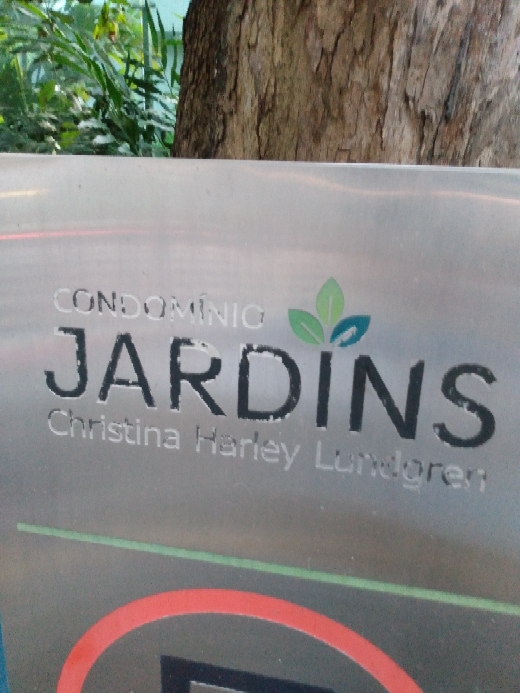 CONDOMÍNIO
JARDINS
Christina Harley Lundgren